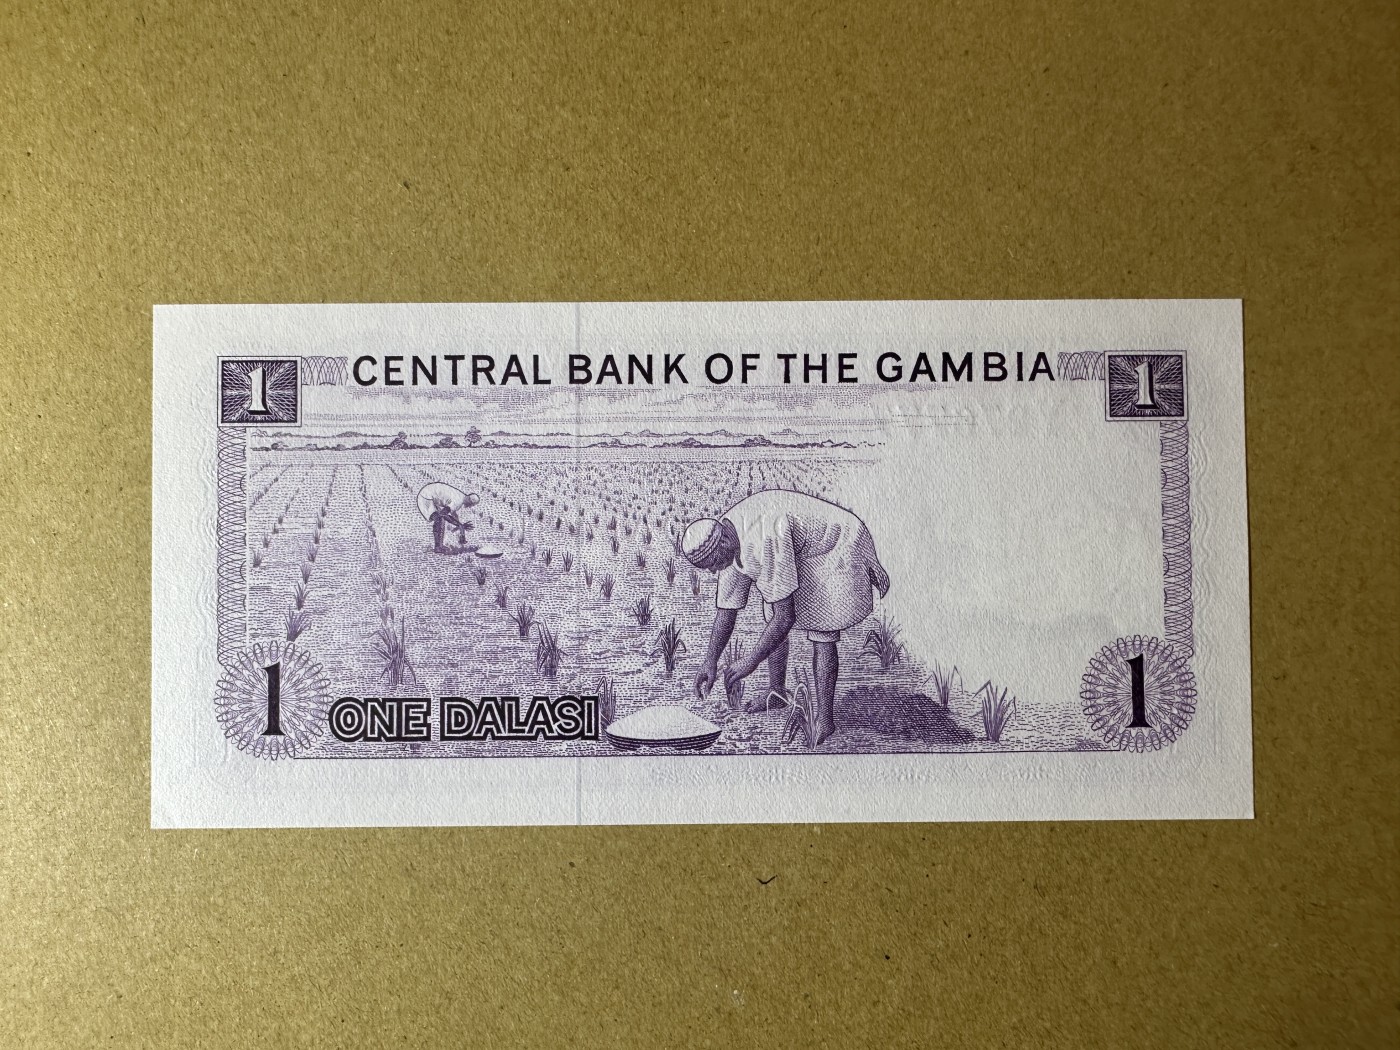 1 CENTRAL BANK OF THE GAMBIA 1
1 ONE DALASI 1